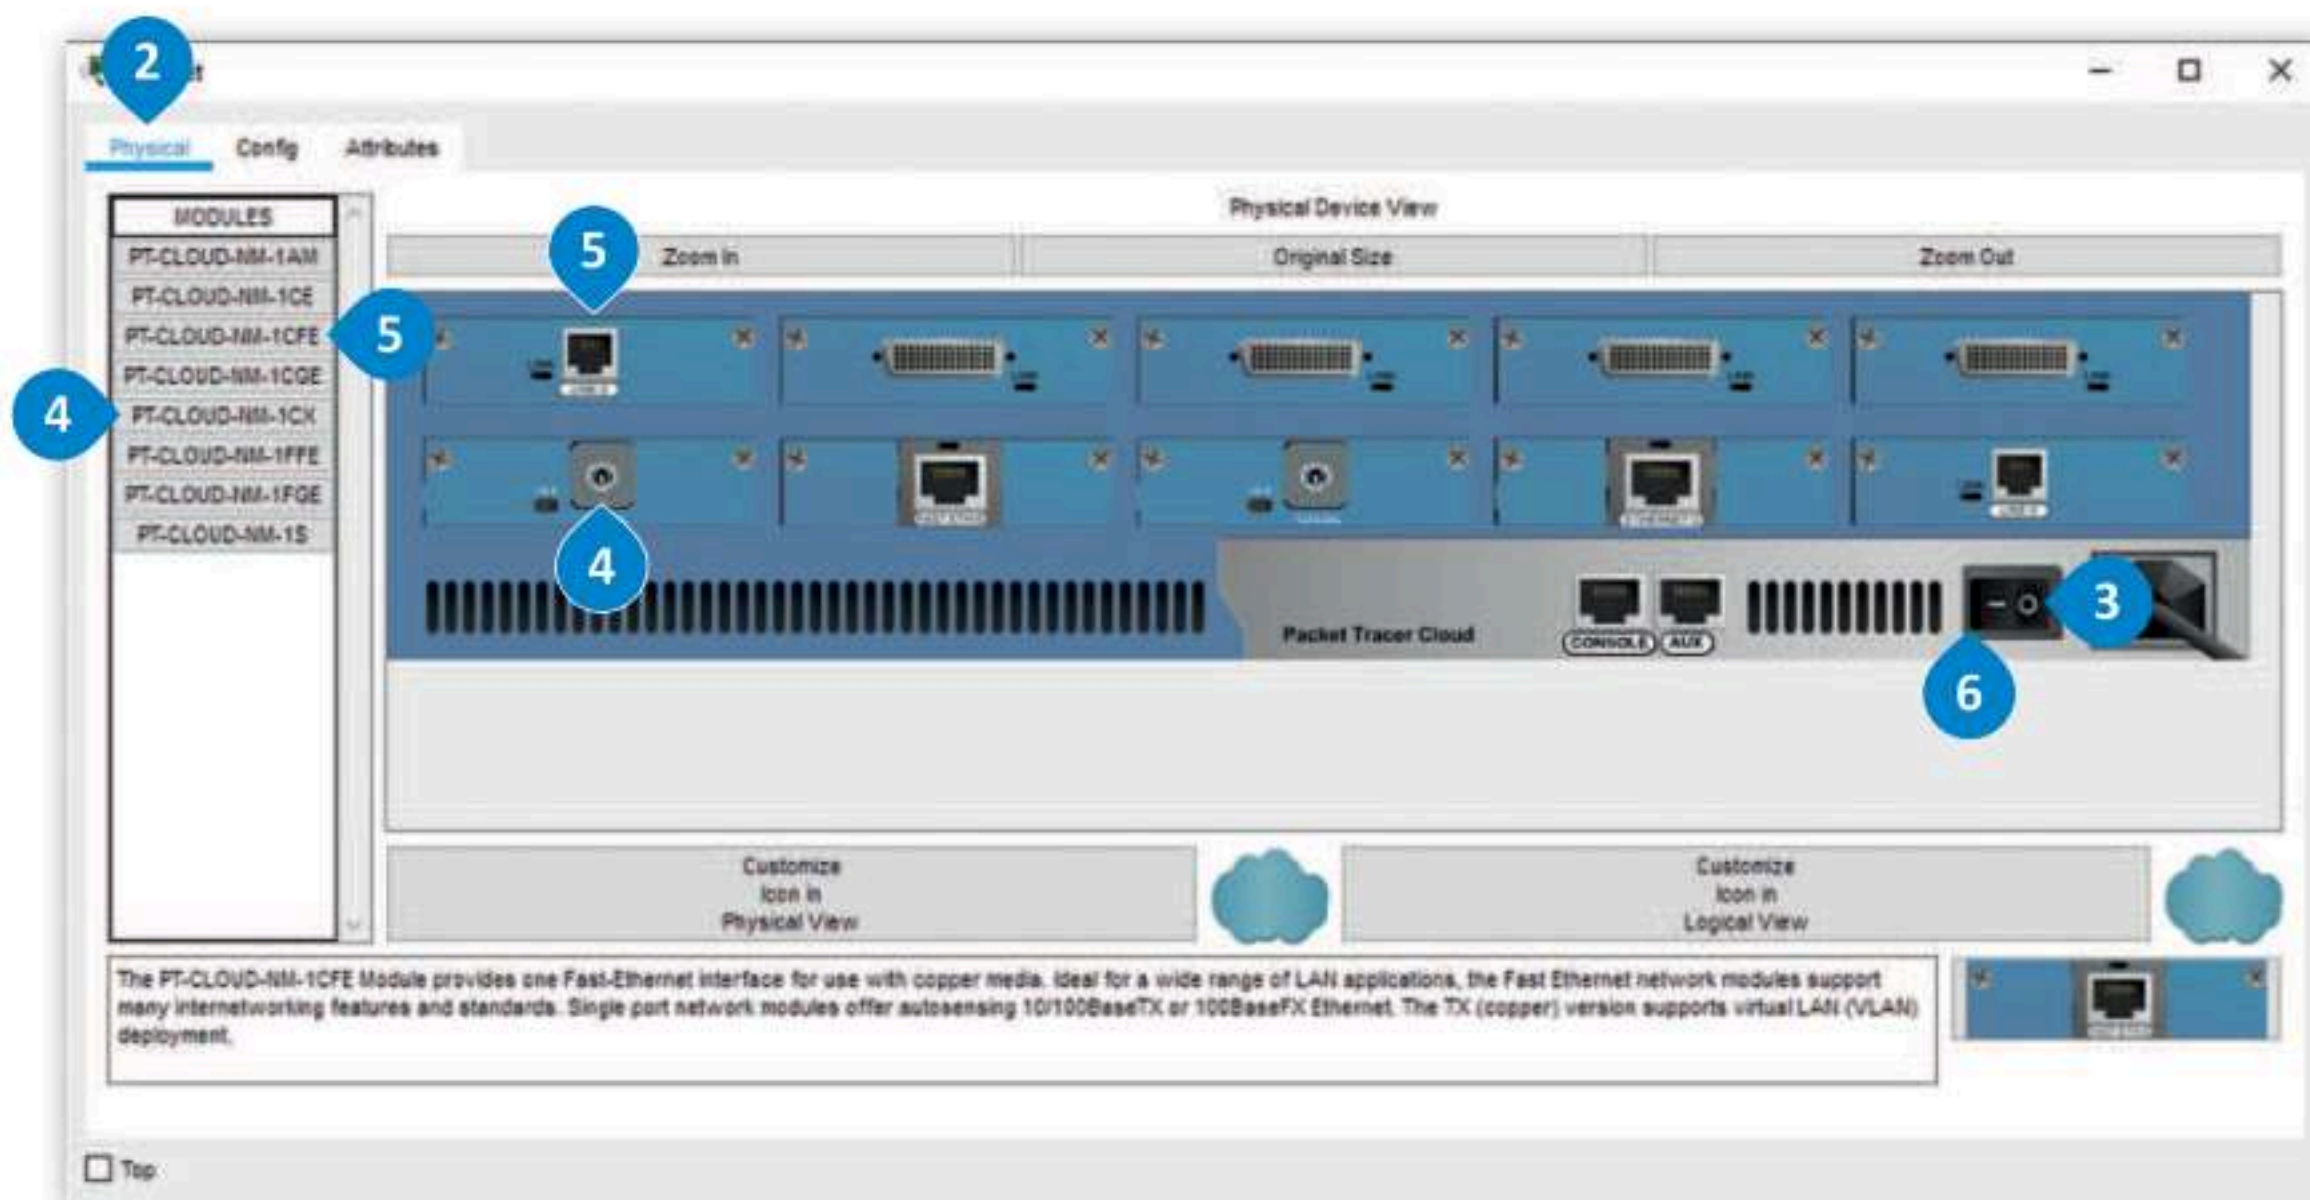 2
Physical Config Attributes
MODULES
PT-CLOUD-NM-1AM
PT-CLOUD-NM-1CE
PT-CLOUD-NM-1CFE
PT-CLOUD-NM-1CGE
PT-CLOUD-NM-1CX
PT-CLOUD-NM-1FFE
PT-CLOUD-NM-1FGE
PT-CLOUD-NM-1S
4
5
Physical Device View
Zoom In Original Size Zoom Out
5
4
Packet Tracer Cloud
CONSOLE AUX
3
6
Customize
Icon in
Physical View
Customize
Icon in
Logical View
The PT-CLOUD-NM-1CFE Module provides one Fast-Ethernet interface for use with copper media. Ideal for a wide range of LAN applications, the Fast Ethernet network modules support
many internetworking features and standards. Single port network modules offer autosensing 10/100BaseTX or 100BaseFX Ethernet. The TX (copper) version supports virtual LAN (VLAN)
deployment.
Top